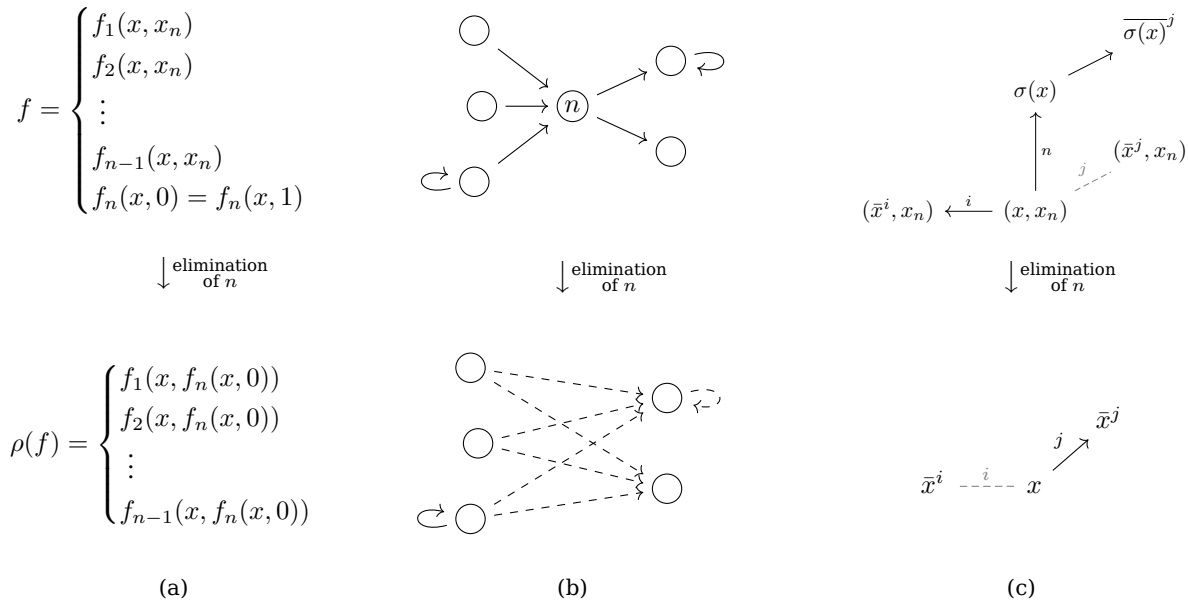 f = { f₁(x, xₙ)
f₂(x, xₙ)
⋮
fₙ₋₁(x, xₙ)
fₙ(x, 0) = fₙ(x, 1)
elimination
of n
ρ(f) = { f₁(x, fₙ(x, 0))
f₂(x, fₙ(x, 0))
⋮
fₙ₋₁(x, fₙ(x, 0))
(a)
n
elimination
of n
(b)
\overline{σ(x)}ʲ
σ(x)
n
(x̄ʲ, xₙ)
j
(x̄ⁱ, xₙ)
i
(x, xₙ)
elimination
of n
x̄ʲ
j
x̄ⁱ
i
x
(c)